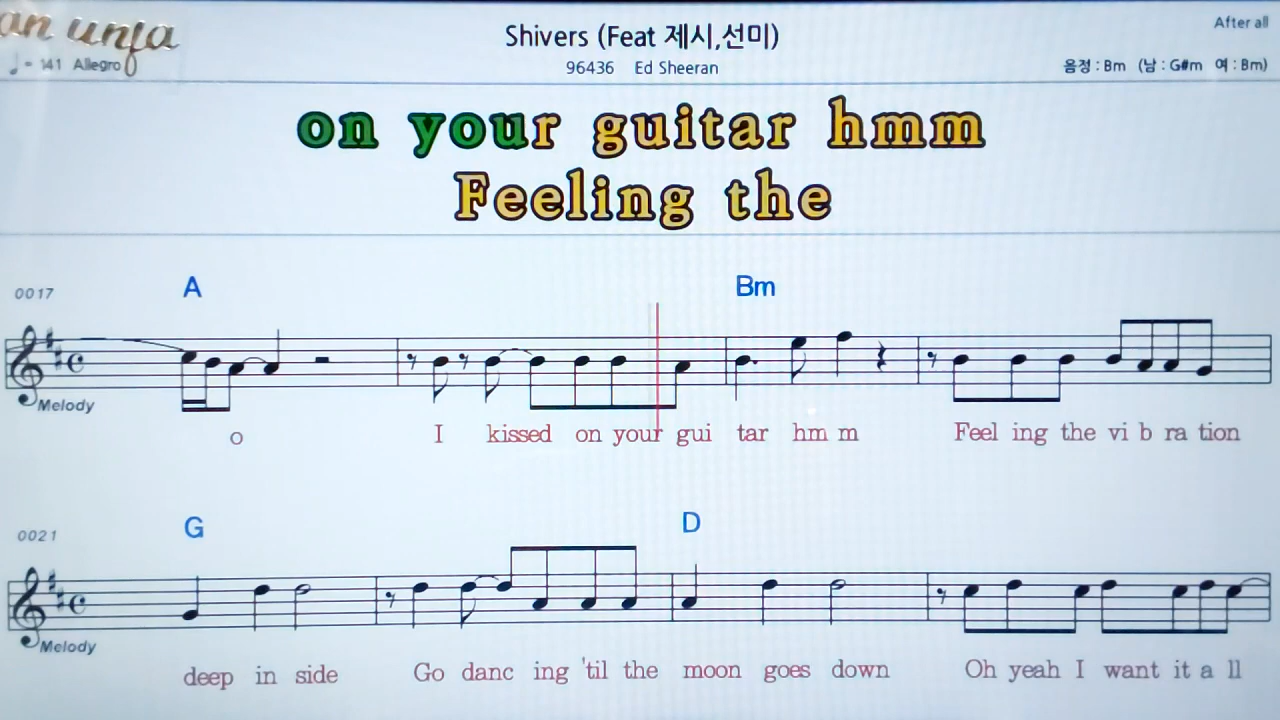 Shivers (Feat 제시,선미)
After all
♩ = 141 Allegro
96436 Ed Sheeran
음정 : Bm (남 : G#m 여 : Bm)
on your guitar hmm
Feeling the
0017 A Bm
Melody
o I kissed on your gui tar hm m Feel ing the vi b ra tion
0021 G D
Melody
deep in side Go danc ing 'til the moon goes down Oh yeah I want it a ll